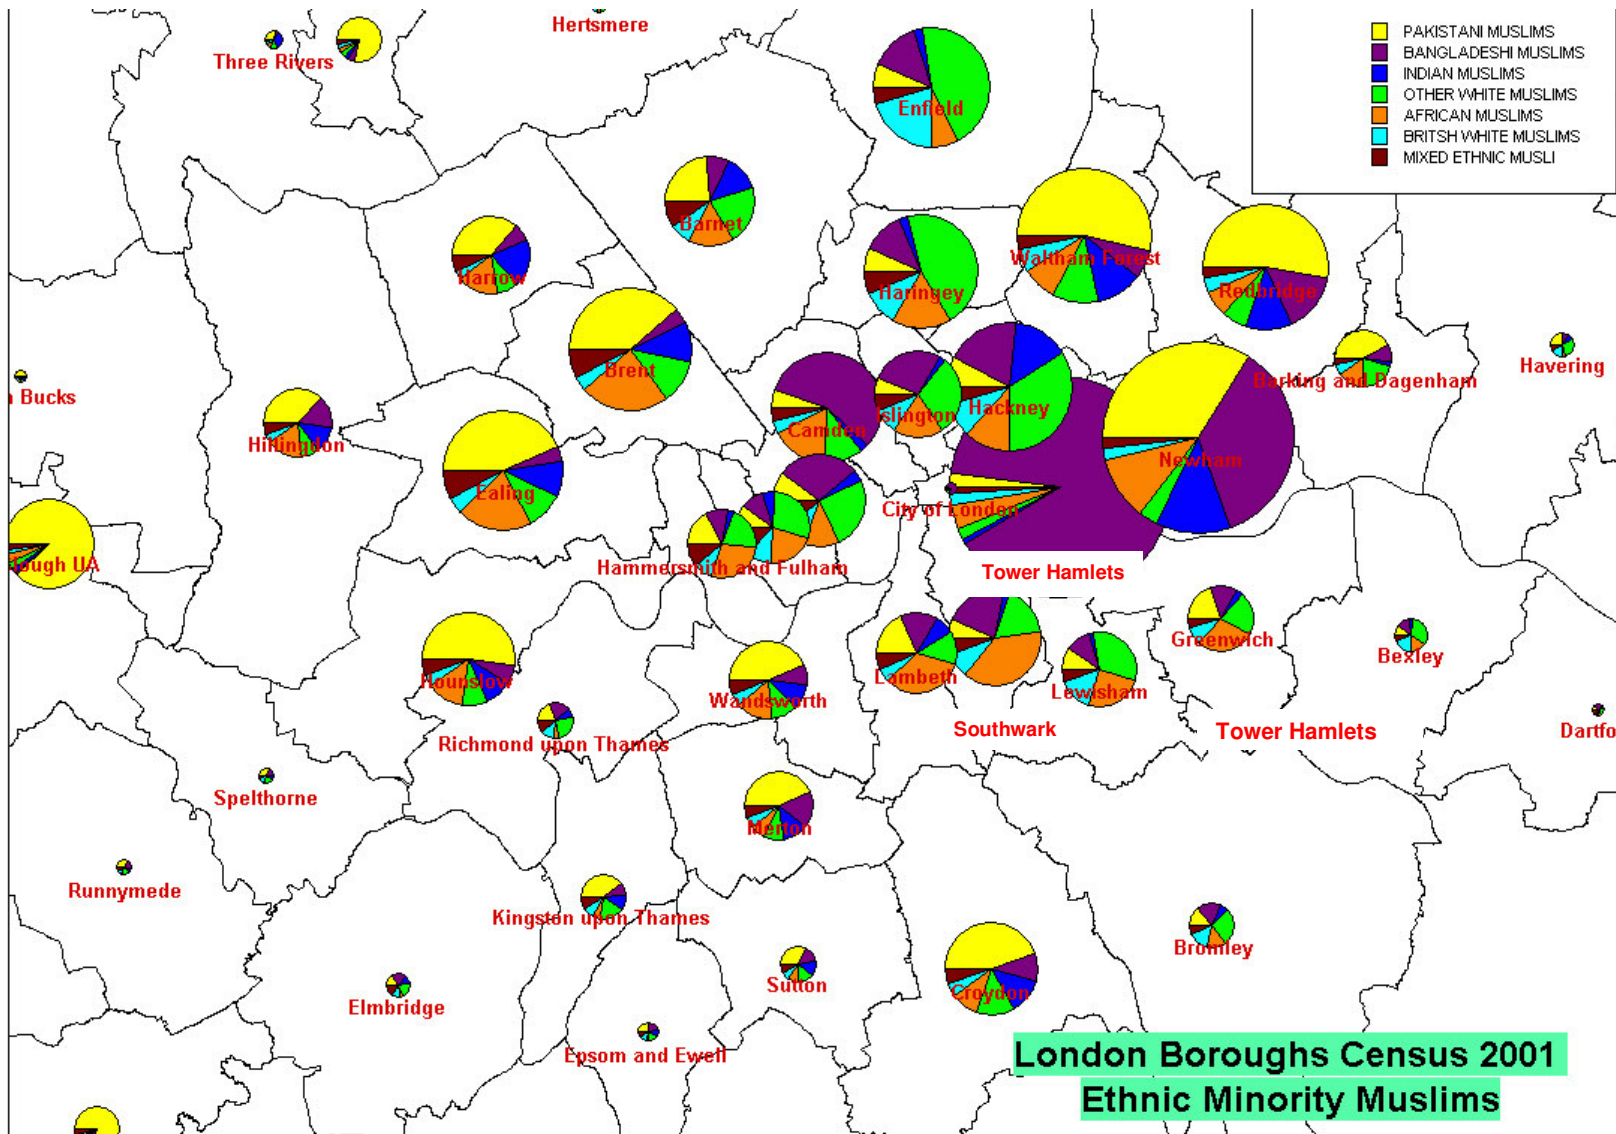 Hertsmere
Three Rivers
PAKISTANI MUSLIMS
BANGLADESHI MUSLIMS
INDIAN MUSLIMS
OTHER WHITE MUSLIMS
AFRICAN MUSLIMS
BRITSH WHITE MUSLIMS
MIXED ETHNIC MUSLI
Enfield
Barnet
Harrow
Haringey
Waltham Forest
Redbridge
Brent
Barking and Dagenham
Havering
Bucks
Hillingdon
Camden
Islington
Hackney
Newham
Ealing
City of London
ough UA
Hammersmith and Fulham
Tower Hamlets
Greenwich
Bexley
Hounslow
Wandsworth
Lambeth
Lewisham
Richmond upon Thames
Southwark
Tower Hamlets
Dartfo
Spelthorne
Merton
Runnymede
Kingston upon Thames
Bromley
Elmbridge
Sutton
Croydon
Epsom and Ewell
London Boroughs Census 2001
Ethnic Minority Muslims